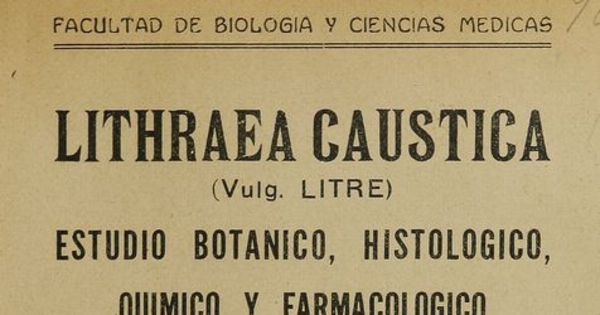 FACULTAD DE BIOLOGIA Y CIENCIAS MEDICAS
LITHRAEA CAUSTICA
(Vulg. LITRE)
ESTUDIO BOTANICO, HISTOLOGICO,
QUIMICO Y FARMACOLOGICO